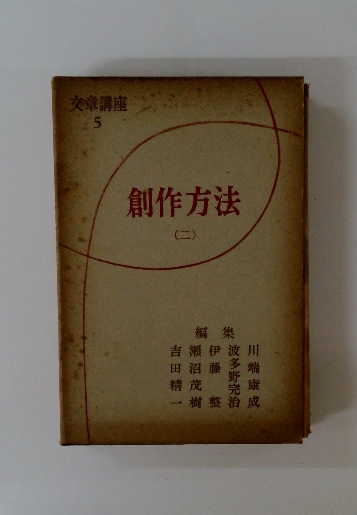 文章講座
5
創作方法
(二)
編集
川端康成
波多野完治
伊藤整
瀬沼茂樹
吉田精一